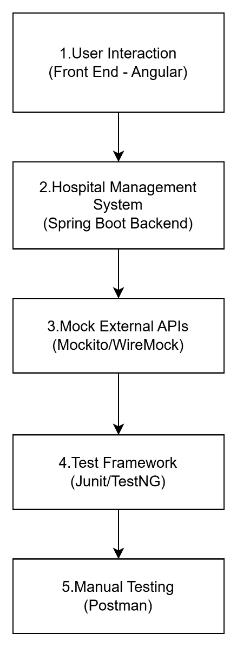 1.User Interaction
(Front End - Angular)
2.Hospital Management
System
(Spring Boot Backend)
3.Mock External APIs
(Mockito/WireMock)
4.Test Framework
(Junit/TestNG)
5.Manual Testing
(Postman)